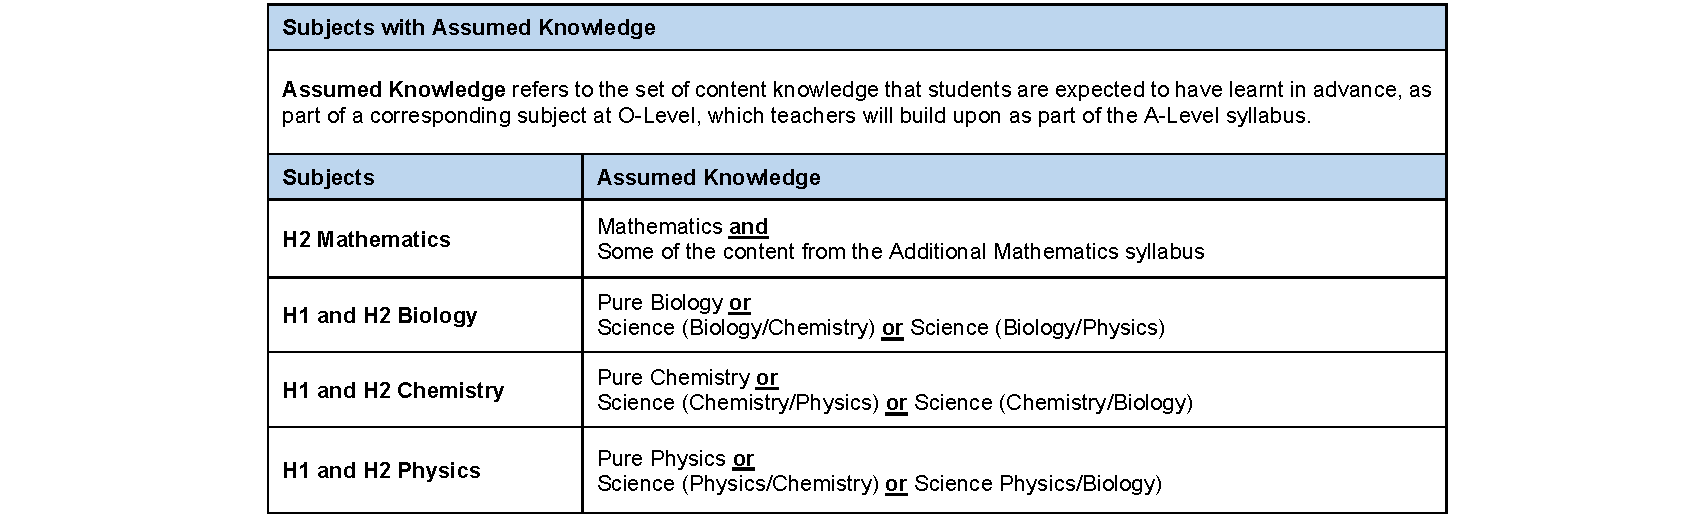 Subjects with Assumed Knowledge
Assumed Knowledge refers to the set of content knowledge that students are expected to have learnt in advance, as
part of a corresponding subject at O-Level, which teachers will build upon as part of the A-Level syllabus.
Subjects Assumed Knowledge
H2 Mathematics
Mathematics and
Some of the content from the Additional Mathematics syllabus
H1 and H2 Biology
Pure Biology or
Science (Biology/Chemistry) or Science (Biology/Physics)
H1 and H2 Chemistry
Pure Chemistry or
Science (Chemistry/Physics) or Science (Chemistry/Biology)
H1 and H2 Physics
Pure Physics or
Science (Physics/Chemistry) or Science Physics/Biology)